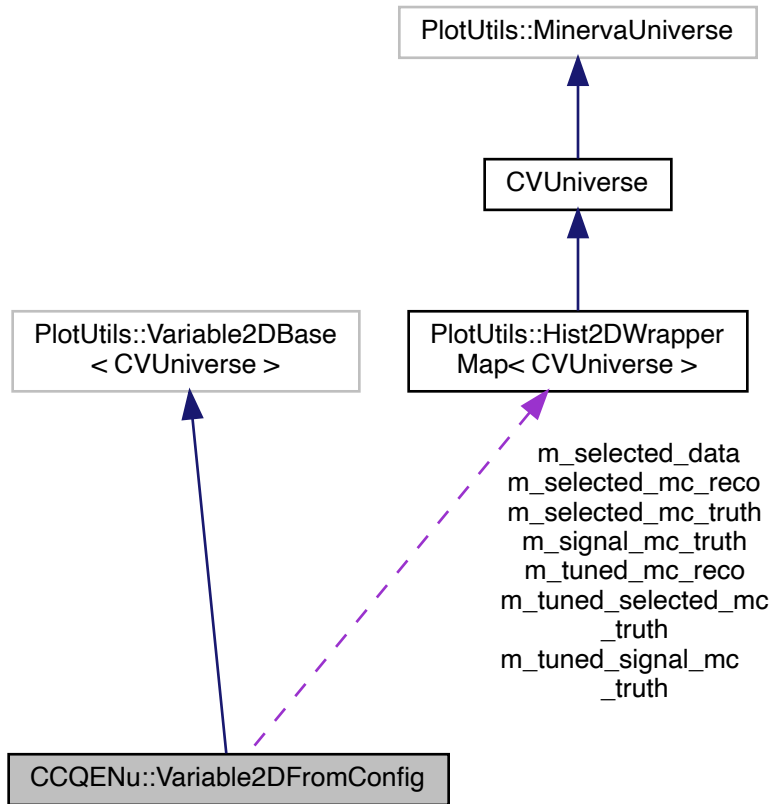 PlotUtils::MinervaUniverse
CVUniverse
PlotUtils::Variable2DBase
< CVUniverse >
PlotUtils::Hist2DWrapper
Map< CVUniverse >
m_selected_data
m_selected_mc_reco
m_selected_mc_truth
m_signal_mc_truth
m_tuned_mc_reco
m_tuned_selected_mc
_truth
m_tuned_signal_mc
_truth
CCQENu::Variable2DFromConfig